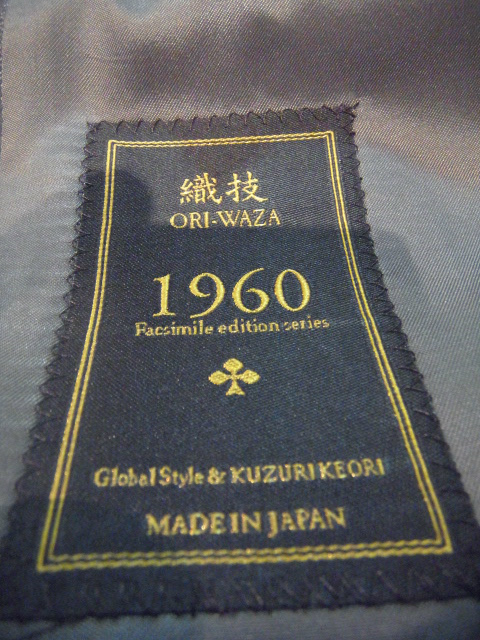 織技
ORI-WAZA
1960
Facsimile edition series
Global Style & KUZURI KEORI
MADE IN JAPAN